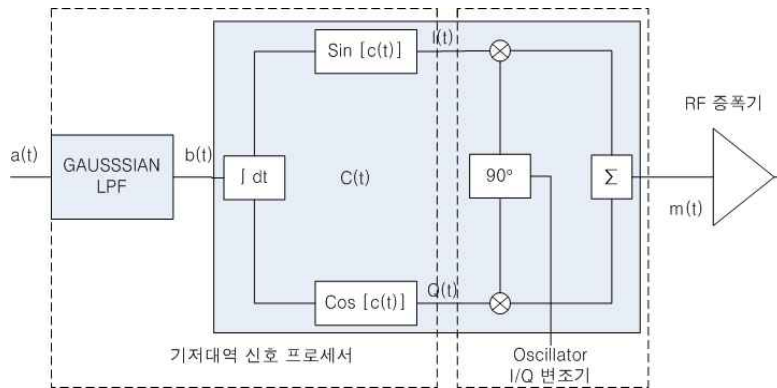 Sin [c(t)]
I(t)
RF 증폭기
a(t)
GAUSSSIAN
LPF
b(t)
∫ dt
C(t)
90°
Σ
m(t)
Cos [c(t)]
Q(t)
기저대역 신호 프로세서
Oscillator
I/Q 변조기